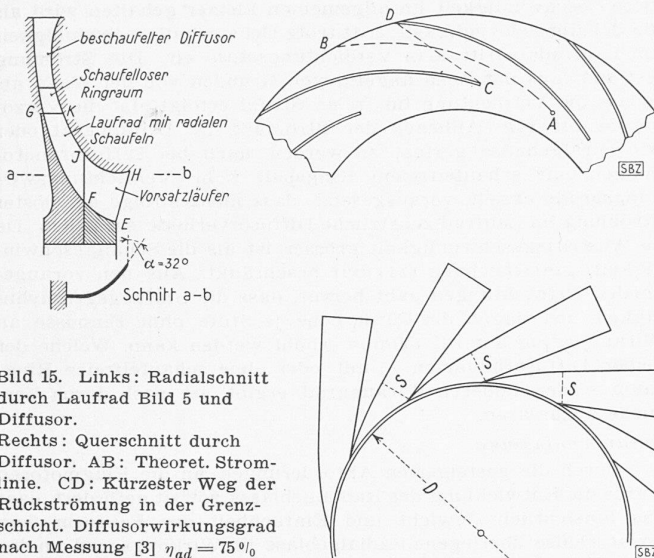 beschaufelter Diffusor
Schaufelloser
Ringraum
G K
Laufrad mit radialen
Schaufeln
J
H
a b
Vorsatzläufer
F
E
α=32°
Schnitt a-b
D
B
C
A
SBZ
S
S
S
D
SBZ
Bild 15. Links: Radialschnitt
durch Laufrad Bild 5 und
Diffusor.
Rechts: Querschnitt durch
Diffusor. AB: Theoret. Strom-
linie. CD: Kürzester Weg der
Rückströmung in der Grenz-
schicht. Diffusorwirkungsgrad
nach Messung [3] ηad = 75 %